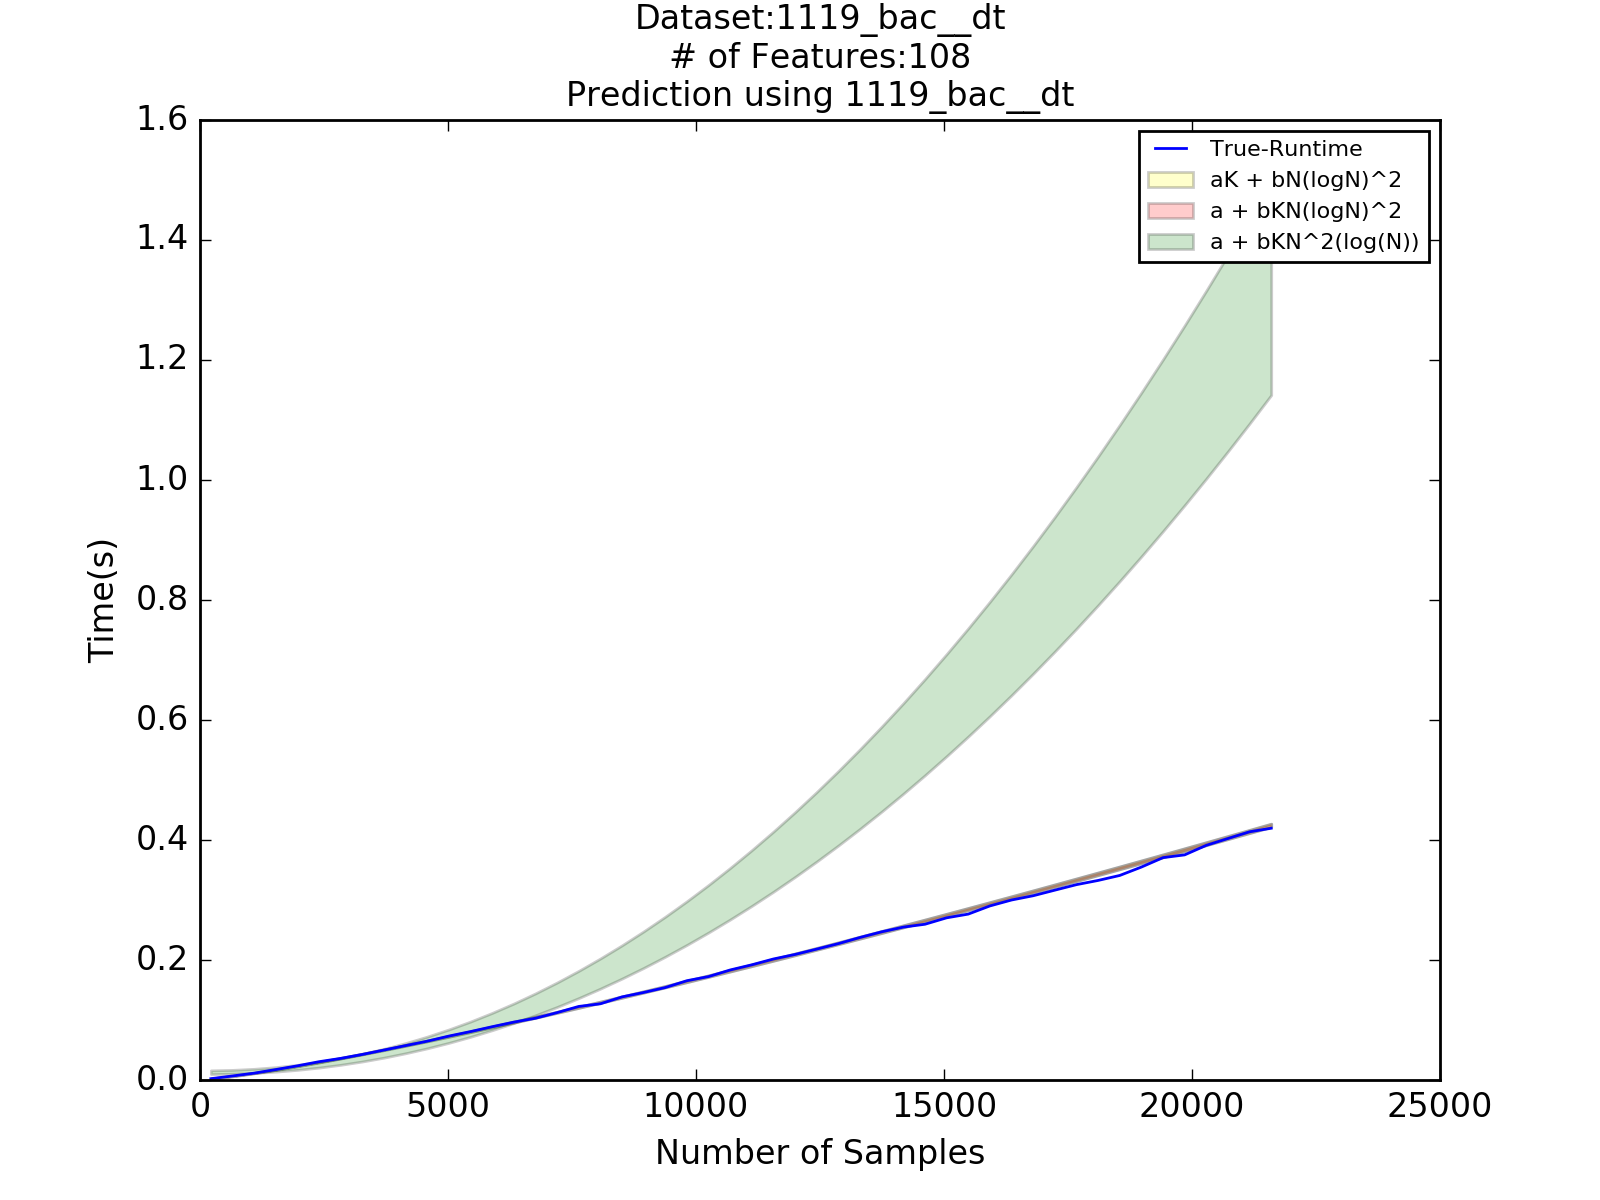 Dataset:1119_bac__dt
# of Features:108
Prediction using 1119_bac__dt
1.6
1.4
1.2
1.0
0.8
0.6
0.4
0.2
0.0
Time(s)
True-Runtime
aK + bN(logN)^2
a + bKN(logN)^2
a + bKN^2(log(N))
0 5000 10000 15000 20000 25000
Number of Samples